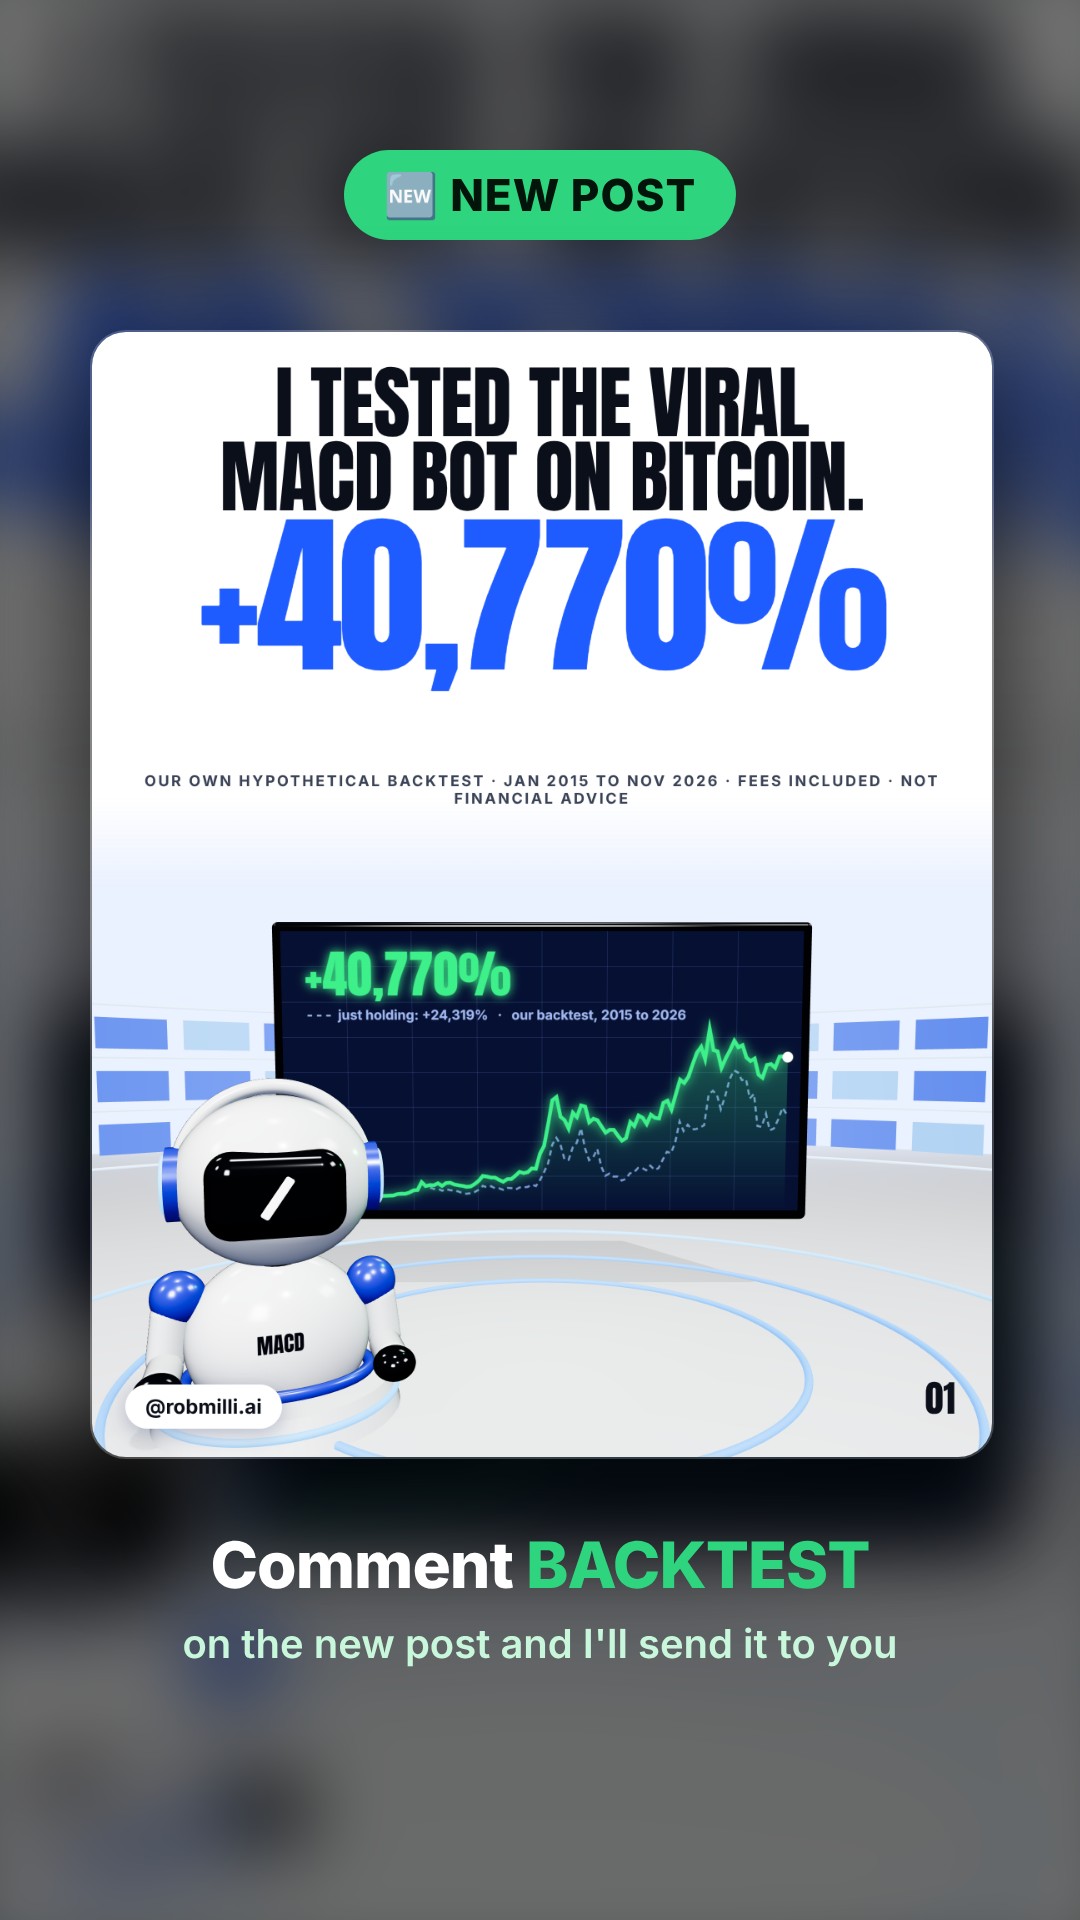 🆕 NEW POST
I TESTED THE VIRAL
MACD BOT ON BITCOIN.
+40,770%
OUR OWN HYPOTHETICAL BACKTEST · JAN 2015 TO NOV 2026 · FEES INCLUDED · NOT
FINANCIAL ADVICE
+40,770%
--- just holding: +24,319% · our backtest, 2015 to 2026
MACD
@robmilli.ai
01
Comment BACKTEST
on the new post and I'll send it to you